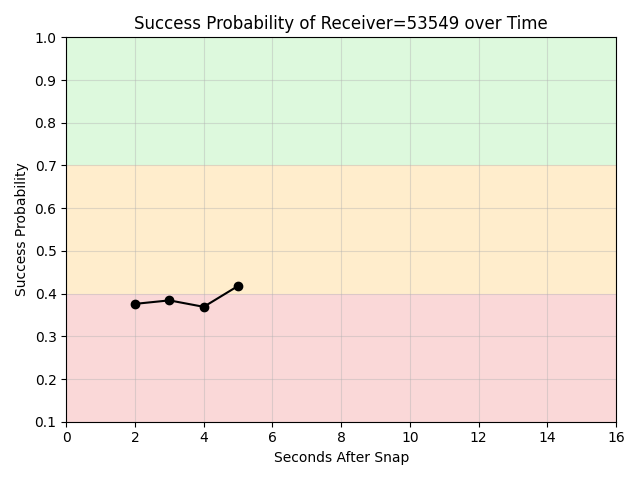 Success Probability of Receiver=53549 over Time
1.0
0.9
0.8
0.7
0.6
0.5
0.4
0.3
0.2
0.1
Success Probability
0 2 4 6 8 10 12 14 16
Seconds After Snap